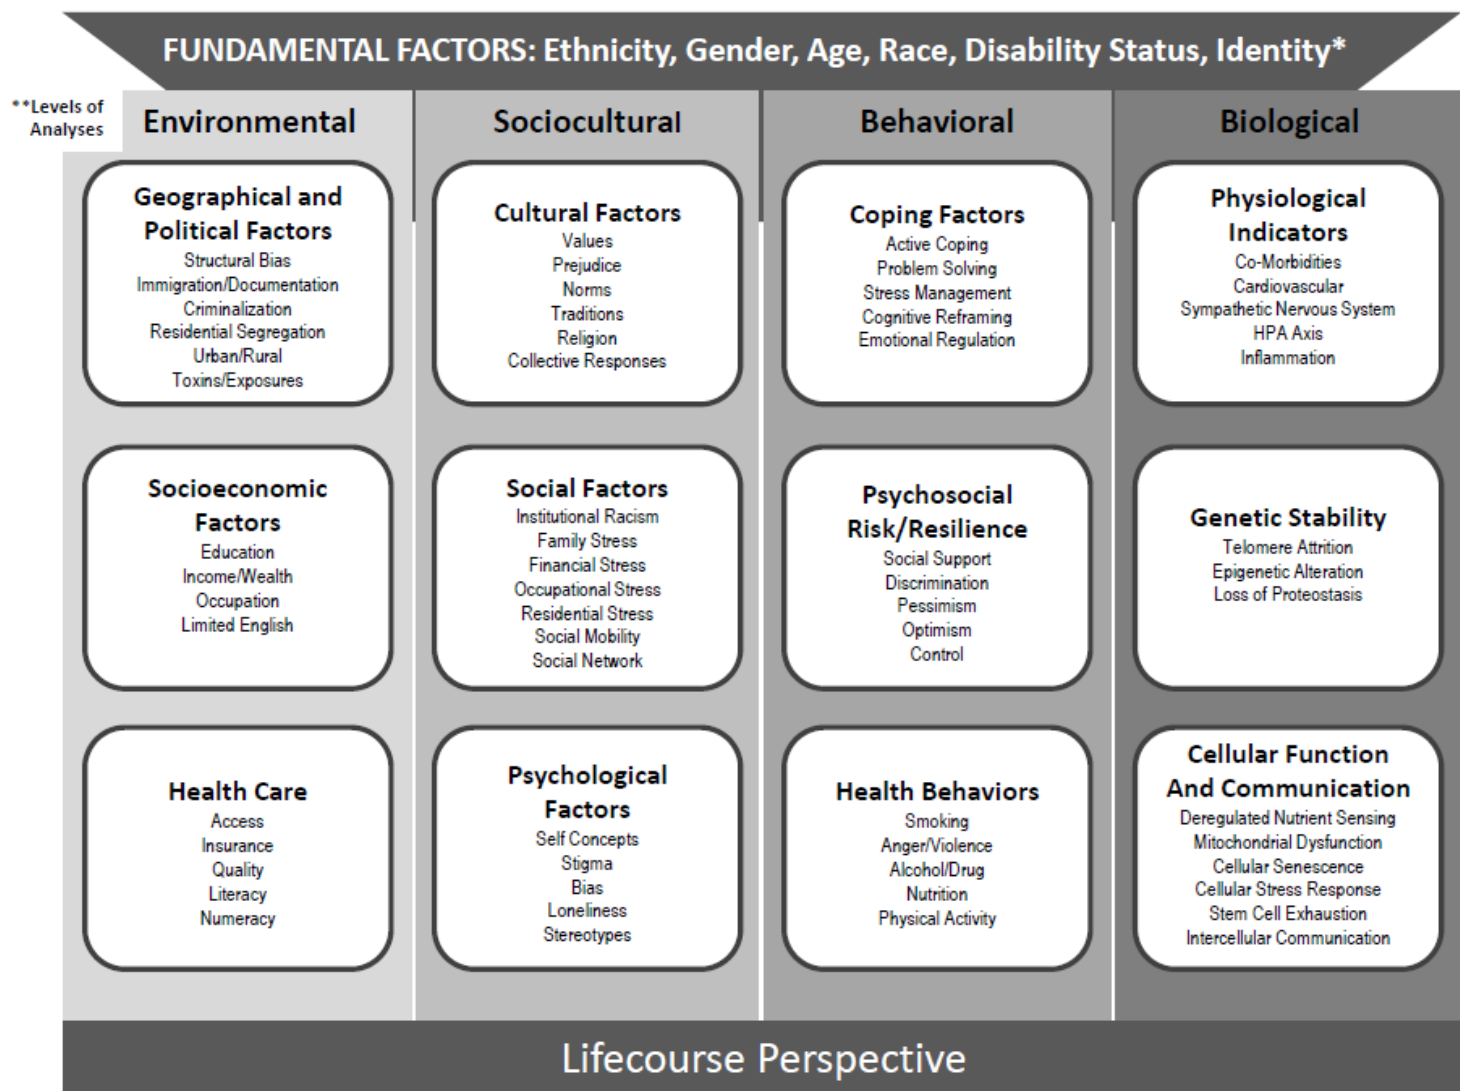 FUNDAMENTAL FACTORS: Ethnicity, Gender, Age, Race, Disability Status, Identity*
**Levels of
Analyses
Environmental
Geographical and
Political Factors
Structural Bias
Immigration/Documentation
Criminalization
Residential Segregation
Urban/Rural
Toxins/Exposures
Socioeconomic
Factors
Education
Income/Wealth
Occupation
Limited English
Health Care
Access
Insurance
Quality
Literacy
Numeracy
Sociocultural
Cultural Factors
Values
Prejudice
Norms
Traditions
Religion
Collective Responses
Social Factors
Institutional Racism
Family Stress
Financial Stress
Occupational Stress
Residential Stress
Social Mobility
Social Network
Psychological
Factors
Self Concepts
Stigma
Bias
Loneliness
Stereotypes
Behavioral
Coping Factors
Active Coping
Problem Solving
Stress Management
Cognitive Reframing
Emotional Regulation
Psychosocial
Risk/Resilience
Social Support
Discrimination
Pessimism
Optimism
Control
Health Behaviors
Smoking
Anger/Violence
Alcohol/Drug
Nutrition
Physical Activity
Biological
Physiological
Indicators
Co-Morbidities
Cardiovascular
Sympathetic Nervous System
HPA Axis
Inflammation
Genetic Stability
Telomere Attrition
Epigenetic Alteration
Loss of Proteostasis
Cellular Function
And Communication
Deregulated Nutrient Sensing
Mitochondrial Dysfunction
Cellular Senescence
Cellular Stress Response
Stem Cell Exhaustion
Intercellular Communication
Lifecourse Perspective